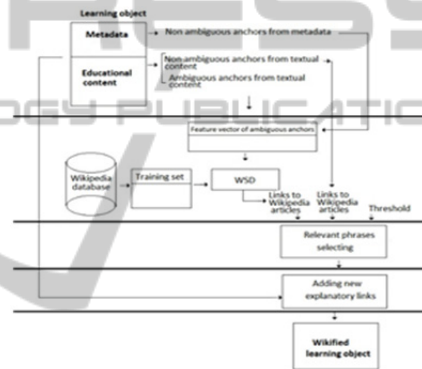 Learning object
Metadata
Non ambiguous anchors from metadata
Educational
content
Non ambiguous anchors from textual
content
Ambiguous anchors from textual
content
OGY PUBLICATIO
Feature vector of ambiguous anchors
Wikipedia
database
Training set
WSD
Links to
Wikipedia
articles
Links to
Wikipedia
articles
Threshold
Relevant phrases
selecting
Adding new
explanatory links
Wikified
learning object